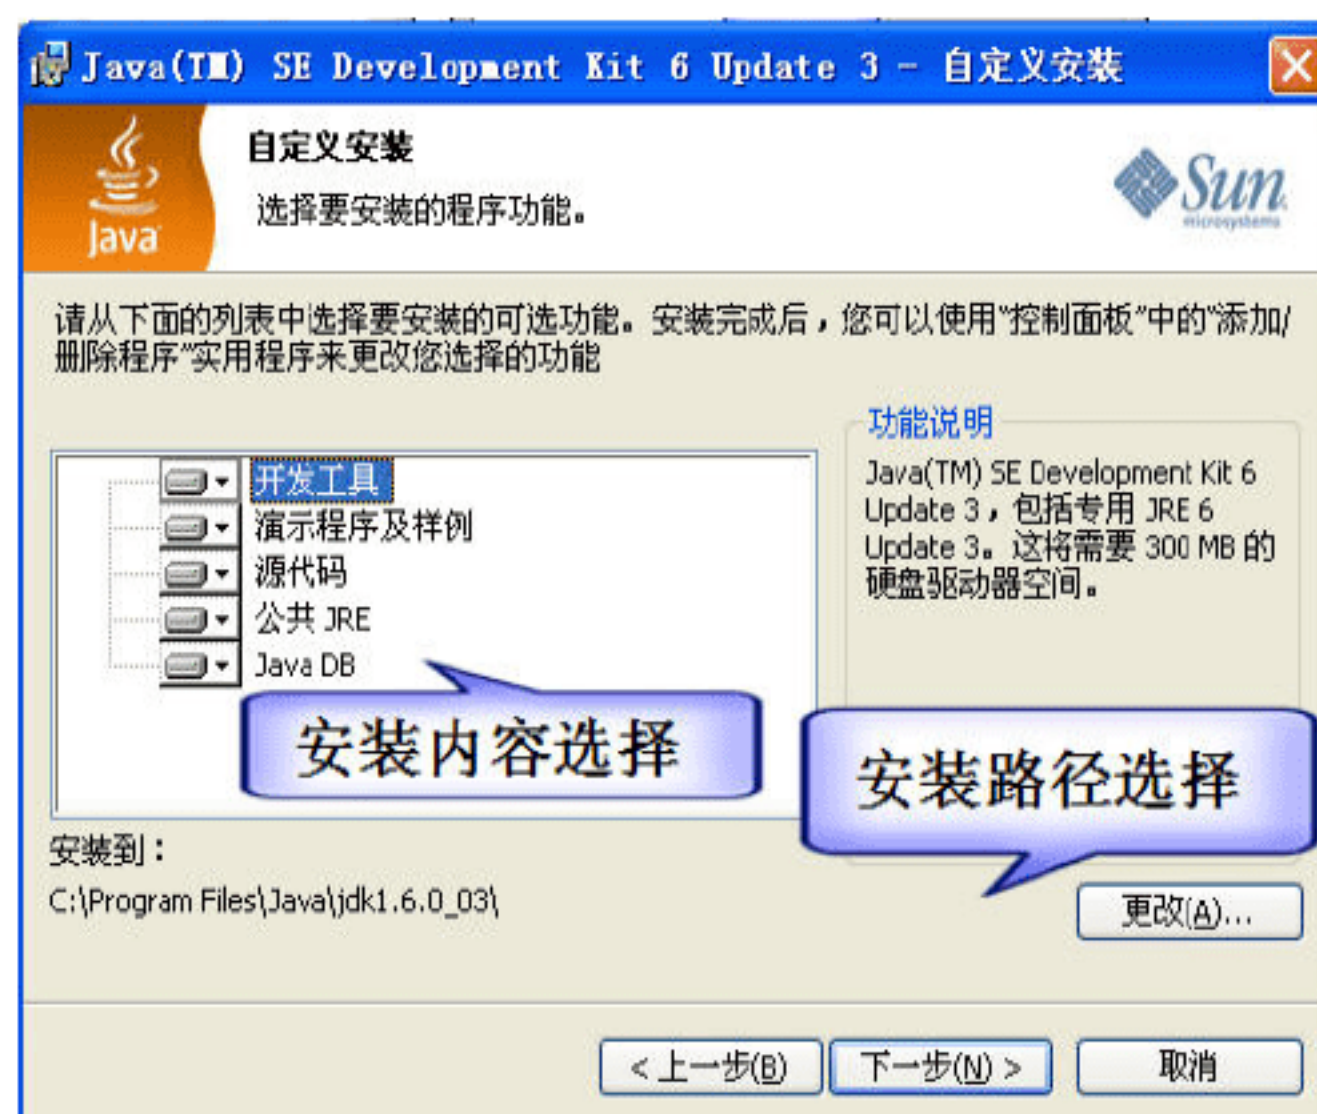 Java(TM) SE Development Kit 6 Update 3 - 自定义安装
Java
自定义安装
选择要安装的程序功能。
Sun
microsystems
请从下面的列表中选择要安装的可选功能。安装完成后，您可以使用“控制面板”中的“添加/
删除程序”实用程序来更改您选择的功能
开发工具
演示程序及样例
源代码
公共 JRE
Java DB
功能说明
Java(TM) SE Development Kit 6
Update 3，包括专用 JRE 6
Update 3。这将需要 300 MB 的
硬盘驱动器空间。
安装内容选择
安装路径选择
安装到：
C:\Program Files\Java\jdk1.6.0_03\
更改(A)...
< 上一步(B)
下一步(N) >
取消